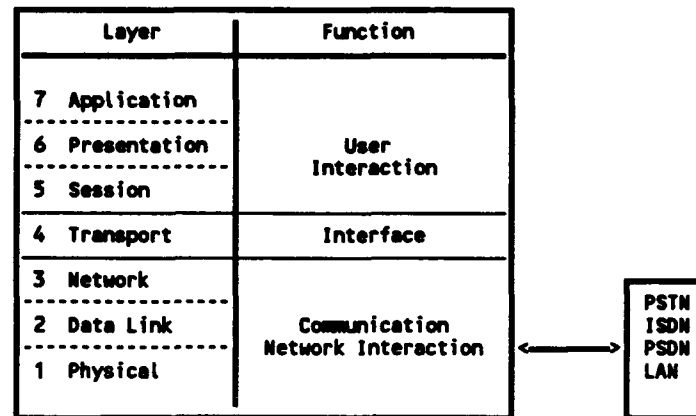 Layer Function
7 Application
6 Presentation
User
Interaction
5 Session
4 Transport Interface
3 Network
2 Data Link
Communication
Network Interaction
1 Physical
PSTN
ISDN
PSDN
LAN